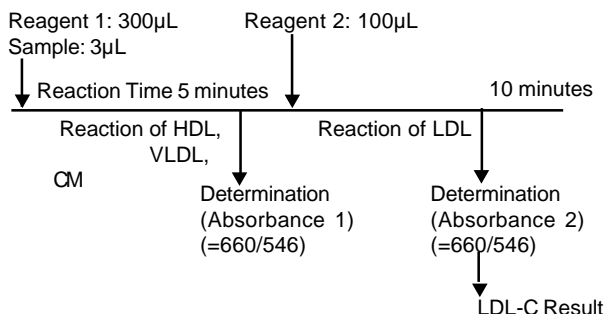 Reagent 1: 300µL
Sample: 3µL
Reagent 2: 100µL
Reaction Time 5 minutes
10 minutes
Reaction of HDL,
VLDL,
CM
Reaction of LDL
Determination
(Absorbance 1)
(=660/546)
Determination
(Absorbance 2)
(=660/546)
LDL-C Result